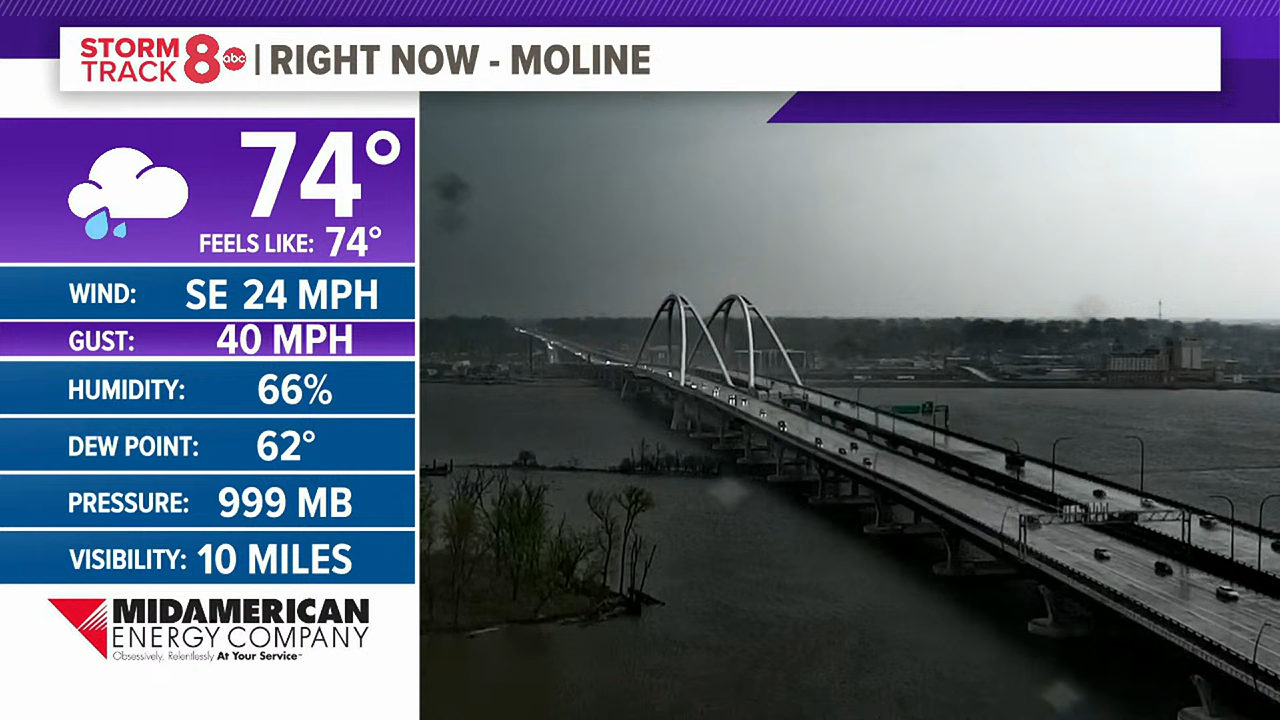 STORM
TRACK 8 abc | RIGHT NOW - MOLINE
74°
FEELS LIKE: 74°
WIND: SE 24 MPH
GUST: 40 MPH
HUMIDITY: 66%
DEW POINT: 62°
PRESSURE: 999 MB
VISIBILITY: 10 MILES
MIDAMERICAN
ENERGY COMPANY
Obsessively, Relentlessly At Your Service